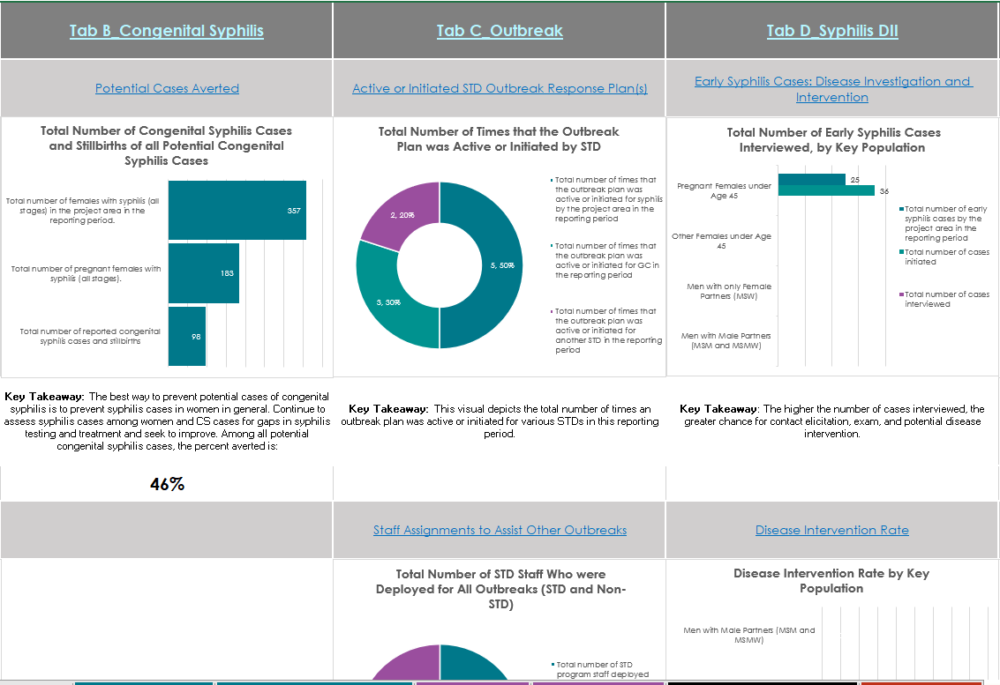 Tab B_Congenital Syphilis
Tab C_Outbreak
Tab D_Syphilis DII
Potential Cases Averted
Active or Initiated STD Outbreak Response Plan(s)
Early Syphilis Cases: Disease Investigation and
Intervention
Total Number of Congenital Syphilis Cases
and Stillbirths of all Potential Congenital
Syphilis Cases
Total number of females with syphilis (all
stages) in the project area in the
reporting period.
357
Total number of pregnant females with
syphilis (all stages).
183
Total number of reported congenital
syphilis cases and stillbirths
98
Total Number of Times that the Outbreak
Plan was Active or Initiated by STD
2, 20%
5, 50%
3, 30%
Total number of times that
the outbreak plan was
active or initiated for syphilis
by the project area in the
reporting period
Total number of times that
the outbreak plan was
active or initiated for GC in
the reporting period
Total number of times that
the outbreak plan was
active or initiated for
another STD in the reporting
period
Total Number of Early Syphilis Cases
Interviewed, by Key Population
Pregnant Females under
Age 45
25
36
Other Females under Age
45
Men with only Female
Partners (MSW)
Men with Male Partners
(MSM and MSMW)
Total number of early
syphilis cases by the
project area in the
reporting period
Total number of cases
initiated
Total number of cases
interviewed
Key Takeaway: The best way to prevent potential cases of congenital
syphilis is to prevent syphilis cases in women in general. Continue to
assess syphilis cases among women and CS cases for gaps in syphilis
testing and treatment and seek to improve. Among all potential
congenital syphilis cases, the percent averted is:
46%
Key Takeaway: This visual depicts the total number of times an
outbreak plan was active or initiated for various STDs in this reporting
period.
Key Takeaway: The higher the number of cases interviewed, the
greater chance for contact elicitation, exam, and potential disease
intervention.
Staff Assignments to Assist Other Outbreaks
Disease Intervention Rate
Total Number of STD Staff Who were
Deployed for All Outbreaks (STD and Non-
STD)
Total number of STD
program staff deployed
Disease Intervention Rate by Key
Population
Men with Male Partners (MSM and
MSMW)